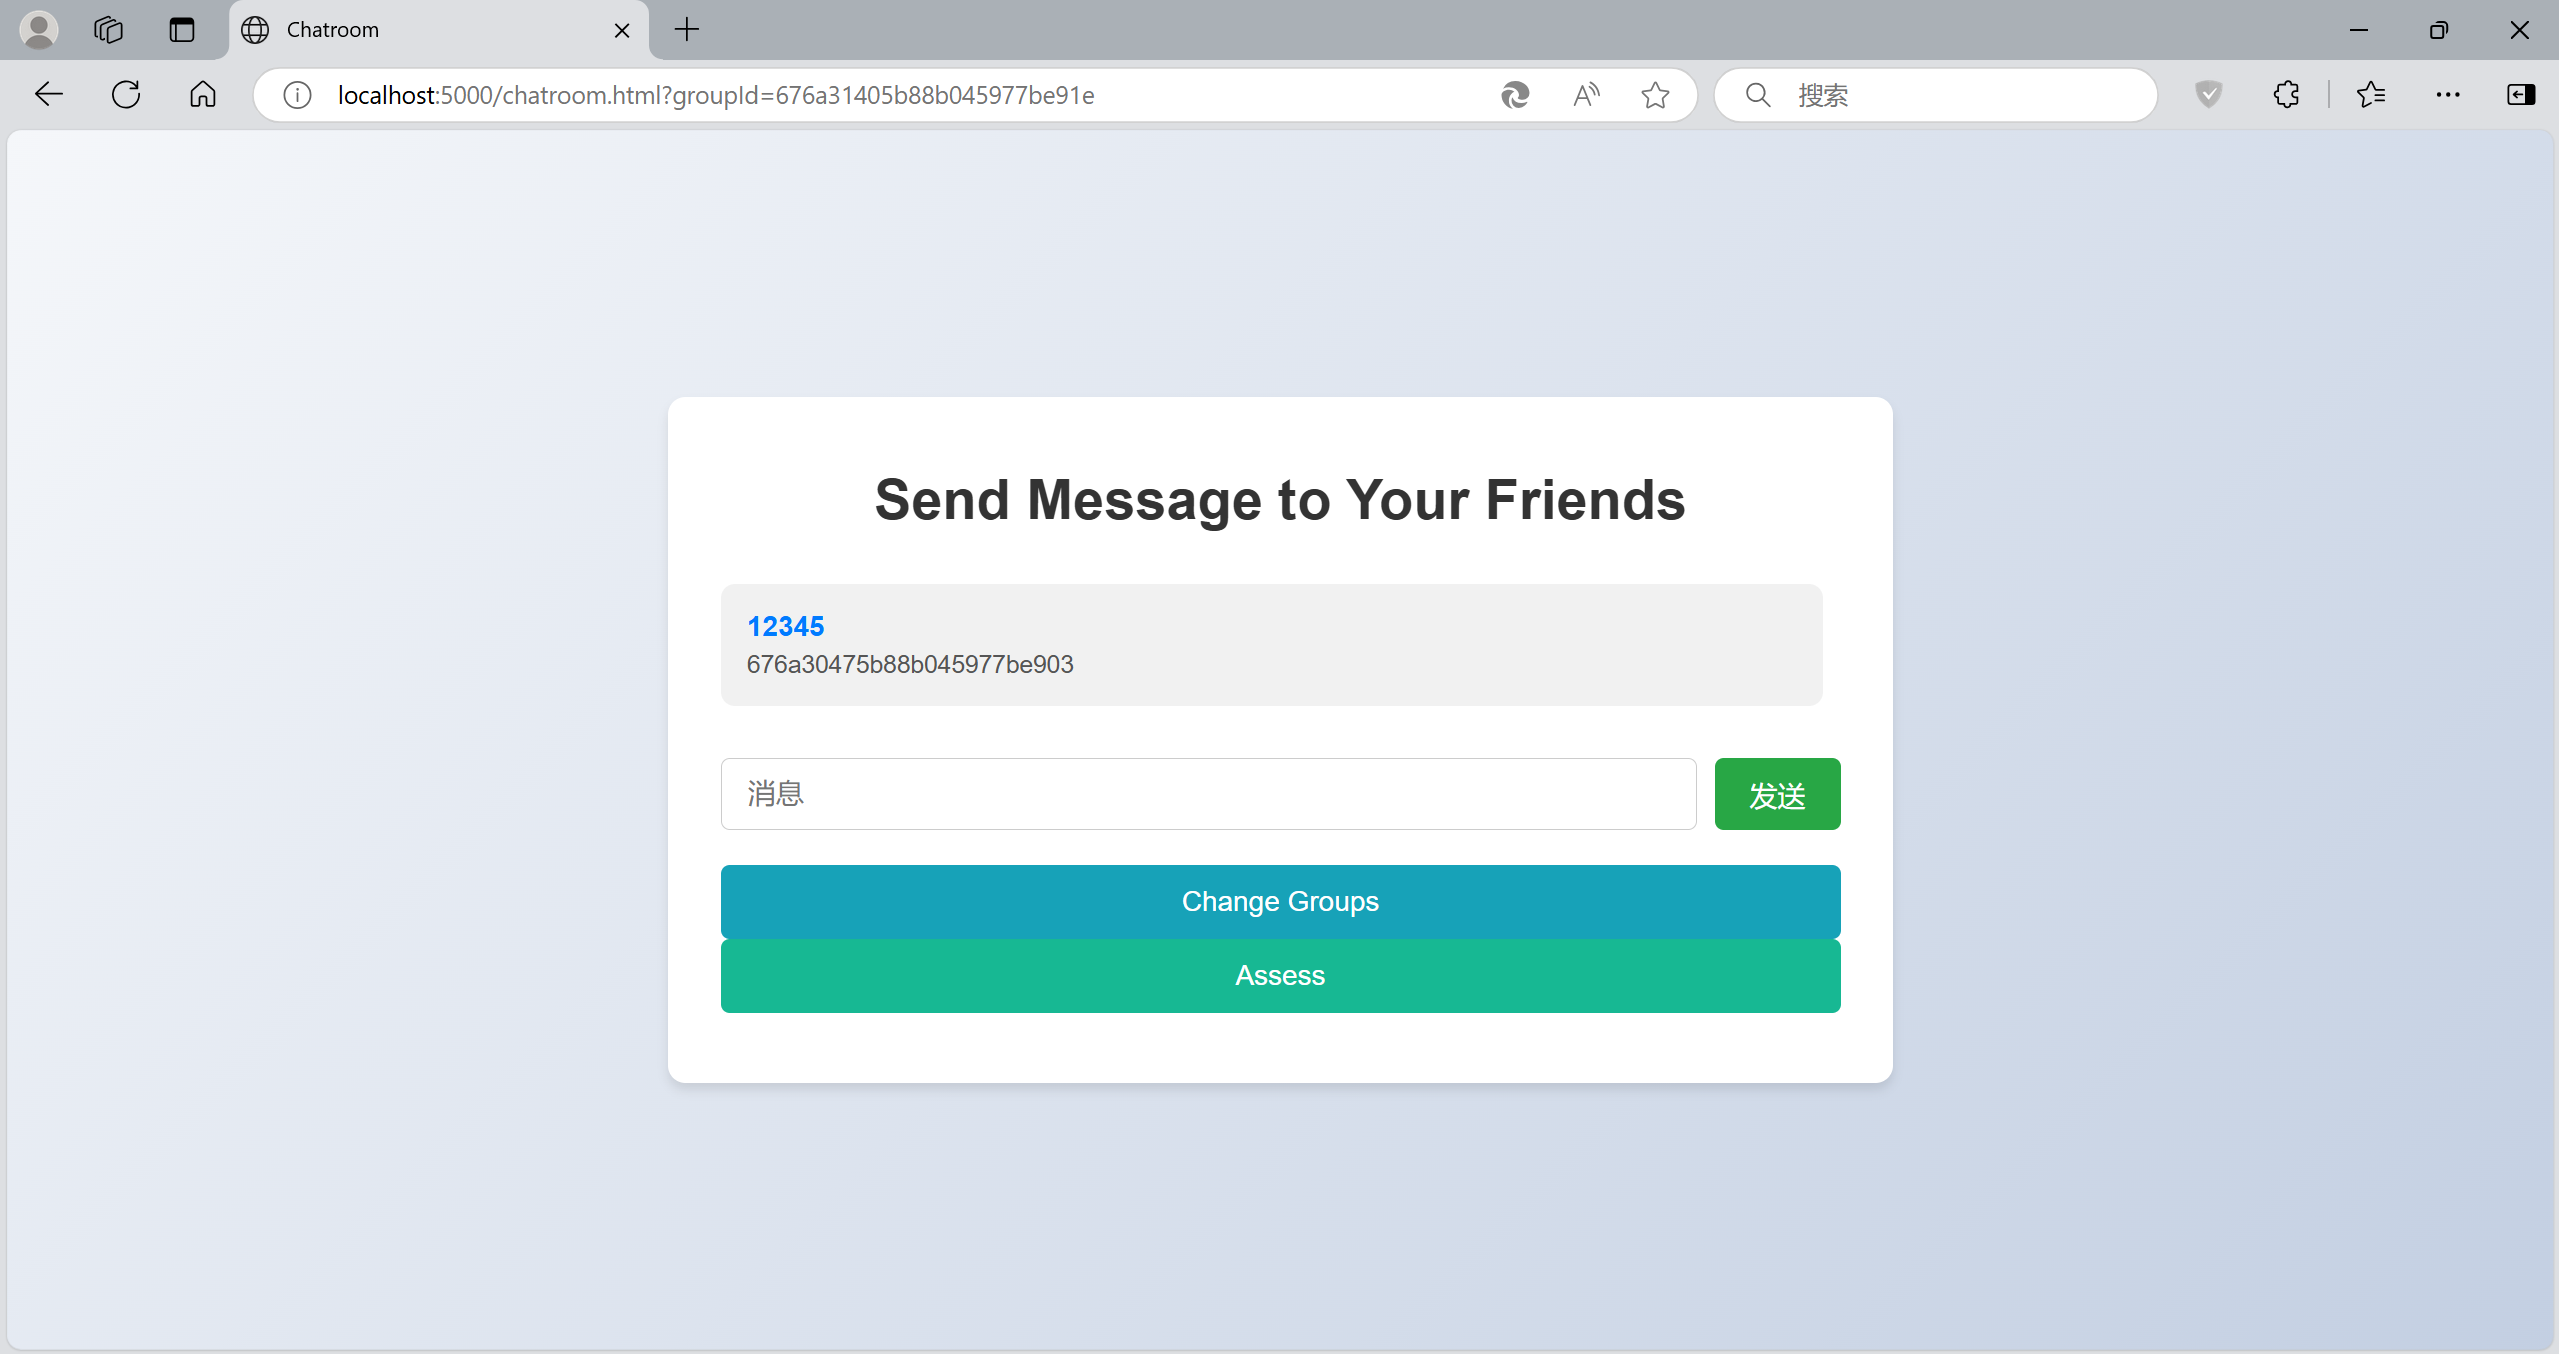 Chatroom
localhost:5000/chatroom.html?groupId=676a31405b88b045977be91e
搜索
Send Message to Your Friends
12345
676a30475b88b045977be903
消息
发送
Change Groups
Assess